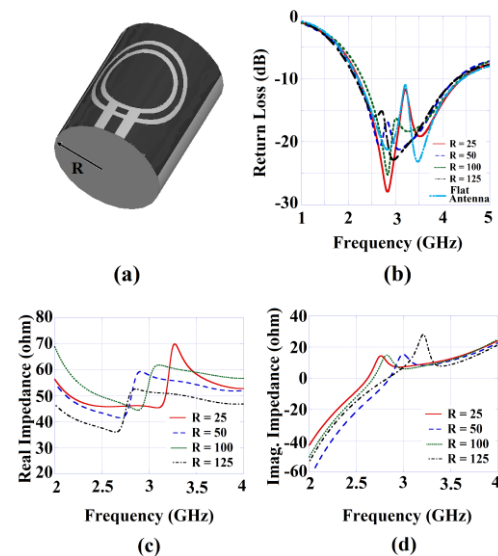 R
(a)
0
-10
-20
-30
Return Loss (dB)
R = 25
R = 50
R = 100
R = 125
Flat
Antenna
1 2 3 4 5
Frequency (GHz)
(b)
80
70
60
50
40
30
20
Real Impedance (ohm)
R = 25
R = 50
R = 100
R = 125
2 2.5 3 3.5 4
Frequency (GHz)
(c)
40
20
0
-20
-40
-60
Imag. Impedance (ohm)
R = 25
R = 50
R = 100
R = 125
2 2.5 3 3.5 4
Frequency (GHz)
(d)